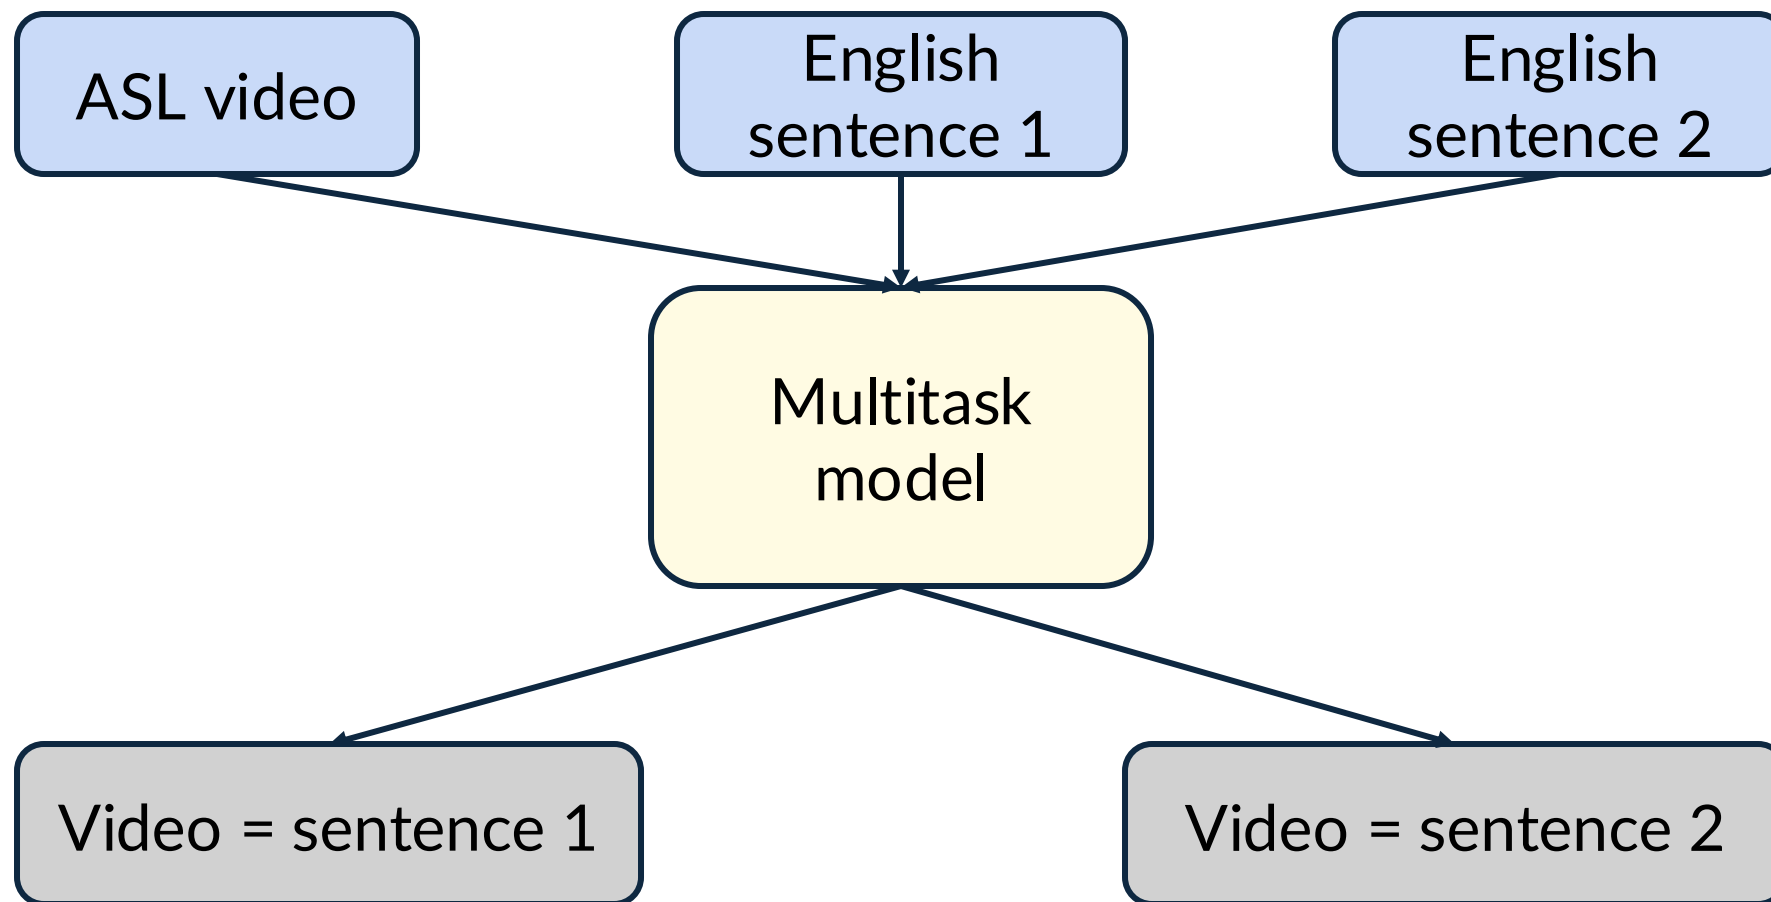 ASL video
English
sentence 1
English
sentence 2
Multitask
model
Video = sentence 1
Video = sentence 2